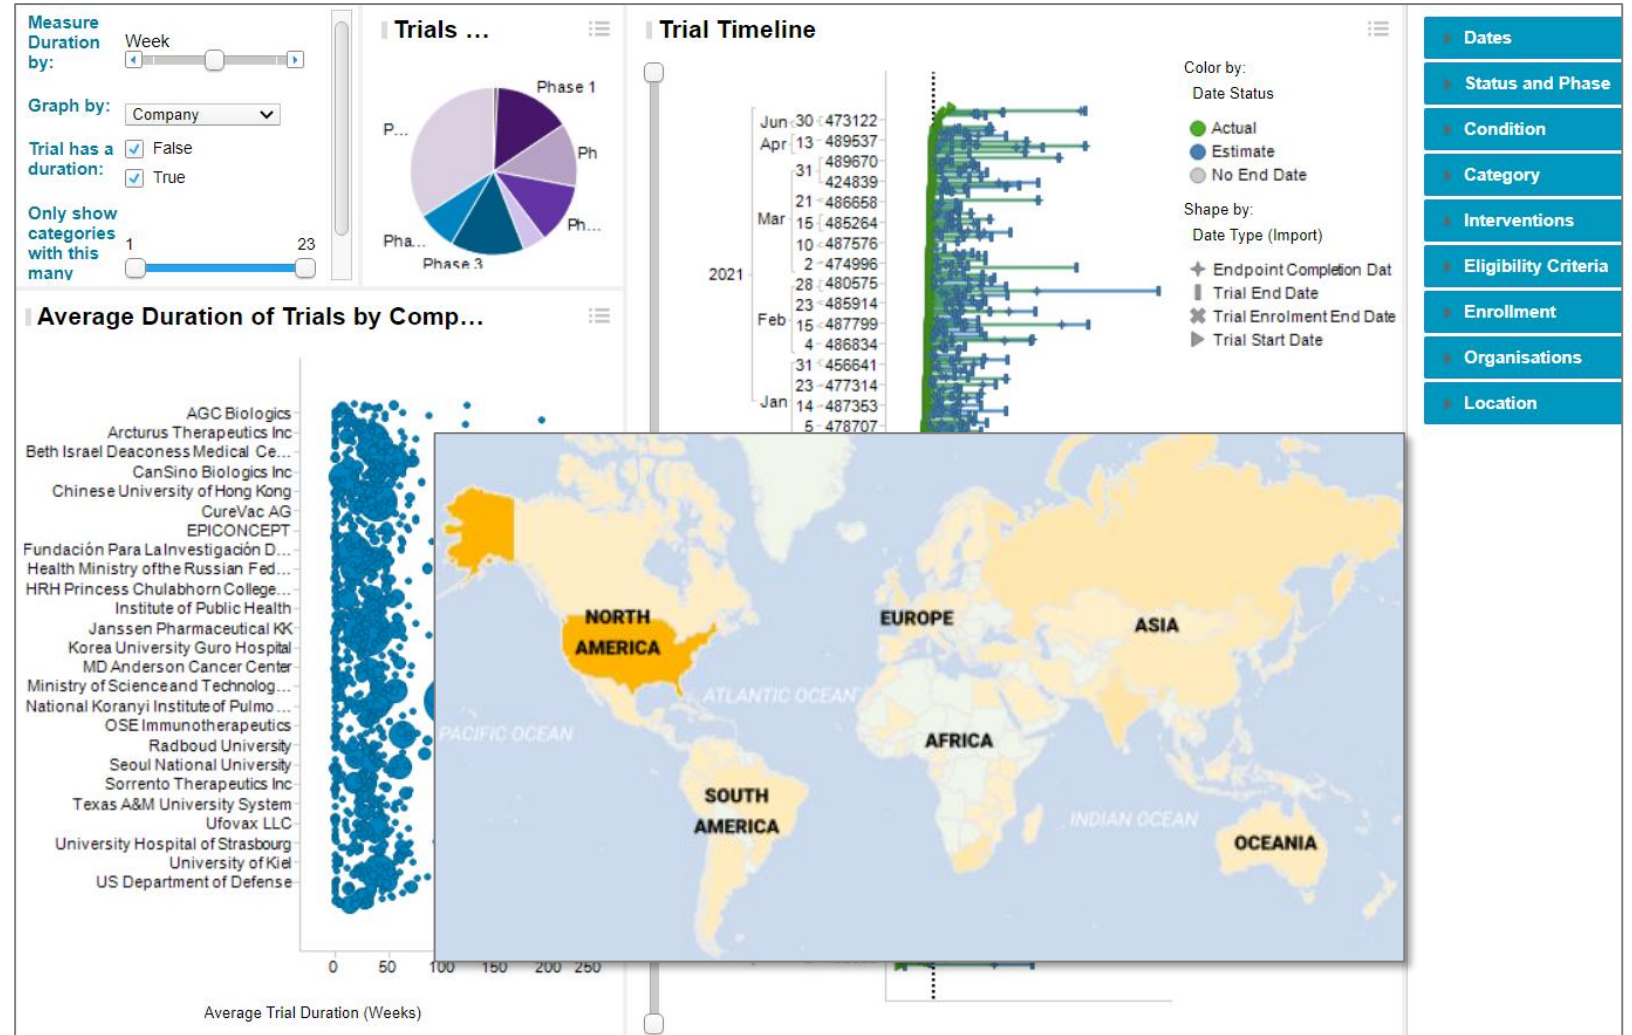 Measure
Duration
by:
Week
Graph by:
Company
Trial has a
duration:
False
True
Only show
categories
with this
many
1
23
Trials ...
Phase 1
Ph
Ph...
Phase 3
Pha...
P...
Average Duration of Trials by Comp...
AGC Biologics
Arcturus Therapeutics Inc
Beth Israel Deaconess Medical Ce...
CanSino Biologics Inc
Chinese University of Hong Kong
CureVac AG
EPICONCEPT
Fundación Para La Investigación D...
Health Ministry of the Russian Fed...
HRH Princess Chulabhorn College...
Institute of Public Health
Janssen Pharmaceutical KK
Korea University Guro Hospital
MD Anderson Cancer Center
Ministry of Science and Technolog...
National Koranyi Institute of Pulmo...
OSE Immunotherapeutics
Radboud University
Seoul National University
Sorrento Therapeutics Inc
Texas A&M University System
Ufovax LLC
University Hospital of Strasbourg
University of Kiel
US Department of Defense
0 50 100 150 200 250
Average Trial Duration (Weeks)
Trial Timeline
2021
Jun 30 473122
Apr 13 489537
489670
31
424839
21 486658
Mar 15 485264
10 487576
2 474996
28 480575
23 485914
Feb 15 487799
4 486834
31 456641
23 477314
Jan 14 487353
5 478707
Color by:
Date Status
Actual
Estimate
No End Date
Shape by:
Date Type (Import)
Endpoint Completion Dat
Trial End Date
Trial Enrolment End Date
Trial Start Date
NORTH
AMERICA
EUROPE
ASIA
ATLANTIC OCEAN
PACIFIC OCEAN
AFRICA
SOUTH
AMERICA
INDIAN OCEAN
OCEANIA
Dates
Status and Phase
Condition
Category
Interventions
Eligibility Criteria
Enrollment
Organisations
Location